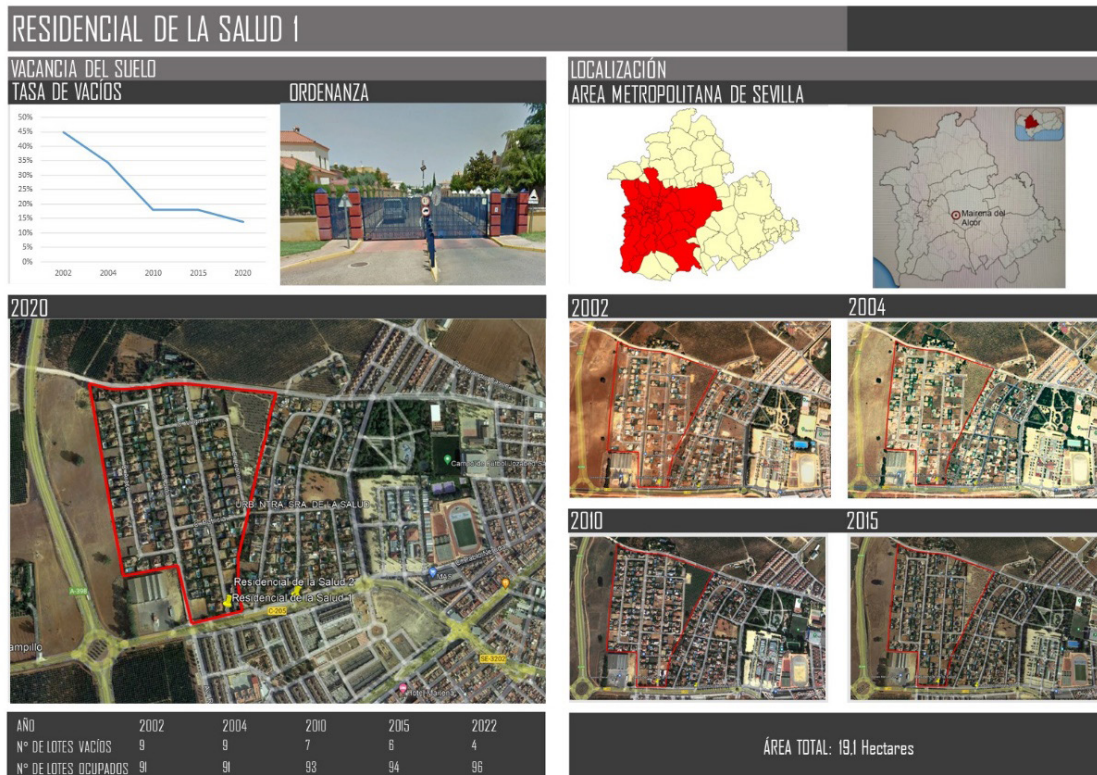 RESIDENCIAL DE LA SALUD 1
VACANCIA DEL SUELO
TASA DE VACÍOS
ORDENANZA
50%
45%
40%
35%
30%
25%
20%
15%
10%
5%
0%
2002 2004 2010 2015 2020
LOCALIZACIÓN
AREA METROPOLITANA DE SEVILLA
Mairena del
Alcor
2020
URB NTRA. SRA. DE LA SALUD
Residencial de la Salud 2
Residencial de la Salud 1
A-398
C-205
SE-3202
ampillo
2002
2004
2010
2015
AÑO 2002 2004 2010 2015 2022
N° DE LOTES VACÍOS 9 9 7 6 4
N° DE LOTES OCUPADOS 91 91 93 94 96
ÁREA TOTAL: 19.1 Hectares